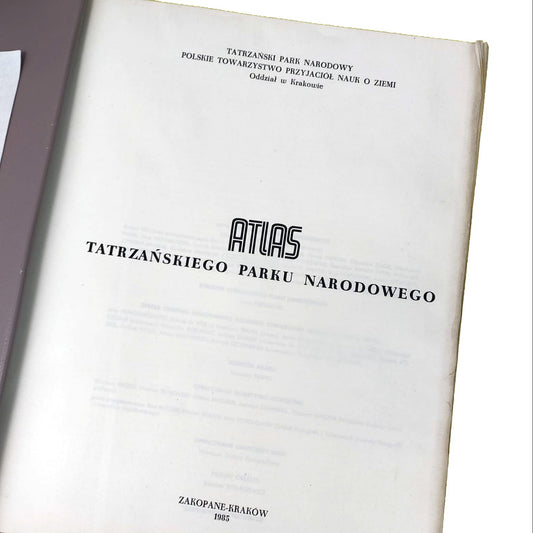 TATRZAŃSKI PARK NARODOWY
POLSKIE TOWARZYSTWO PRZYJACIÓŁ NAUK O ZIEMI
Oddział w Krakowie
ATLAS
TATRZAŃSKIEGO PARKU NARODOWEGO
ZAKOPANE-KRAKÓW
1985